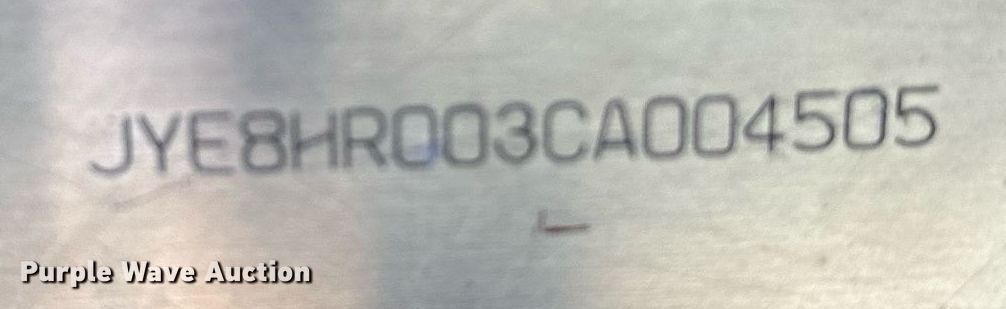 JYE8HR003CA004505
Purple Wave Auction